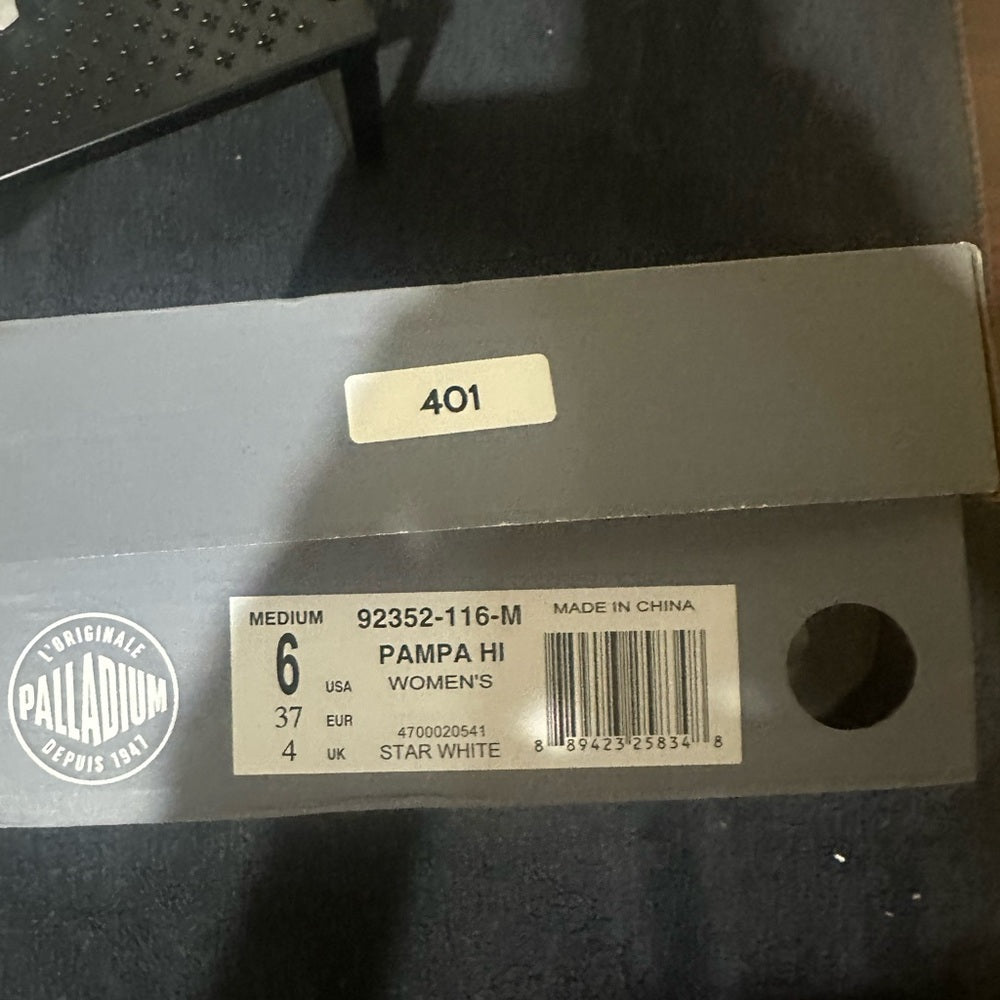 401
L'ORIGINALE
PALLADIUM
DEPUIS 1947
MEDIUM
6 USA
37 EUR
4 UK
92352-116-M
PAMPA HI
WOMEN'S
4700020541
STAR WHITE
MADE IN CHINA
8 89423 25834 8